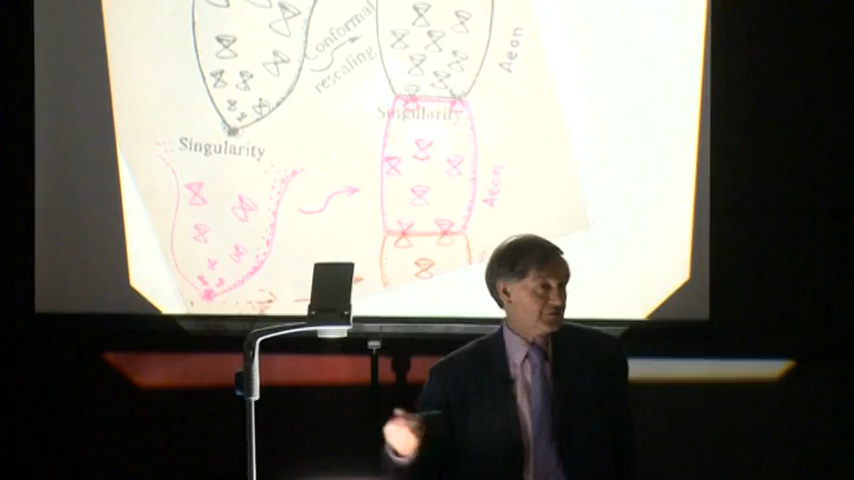 Conformal
rescaling
Aeon
Singularity
Singularity
Aeon